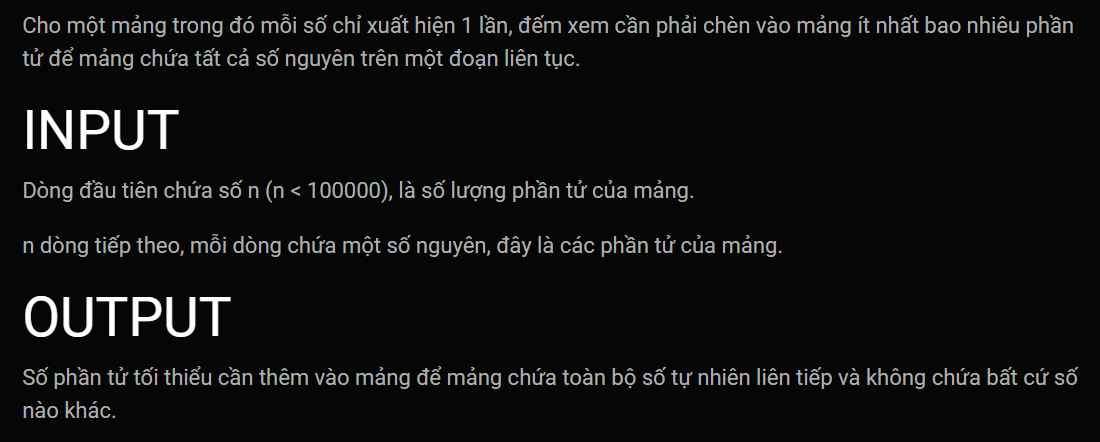 Cho một mảng trong đó mỗi số chỉ xuất hiện 1 lần, đếm xem cần phải chèn vào mảng ít nhất bao nhiêu phần
tử để mảng chứa tất cả số nguyên trên một đoạn liên tục.
INPUT
Dòng đầu tiên chứa số n (n < 100000), là số lượng phần tử của mảng.
n dòng tiếp theo, mỗi dòng chứa một số nguyên, đây là các phần tử của mảng.
OUTPUT
Số phần tử tối thiểu cần thêm vào mảng để mảng chứa toàn bộ số tự nhiên liên tiếp và không chứa bất cứ số
nào khác.